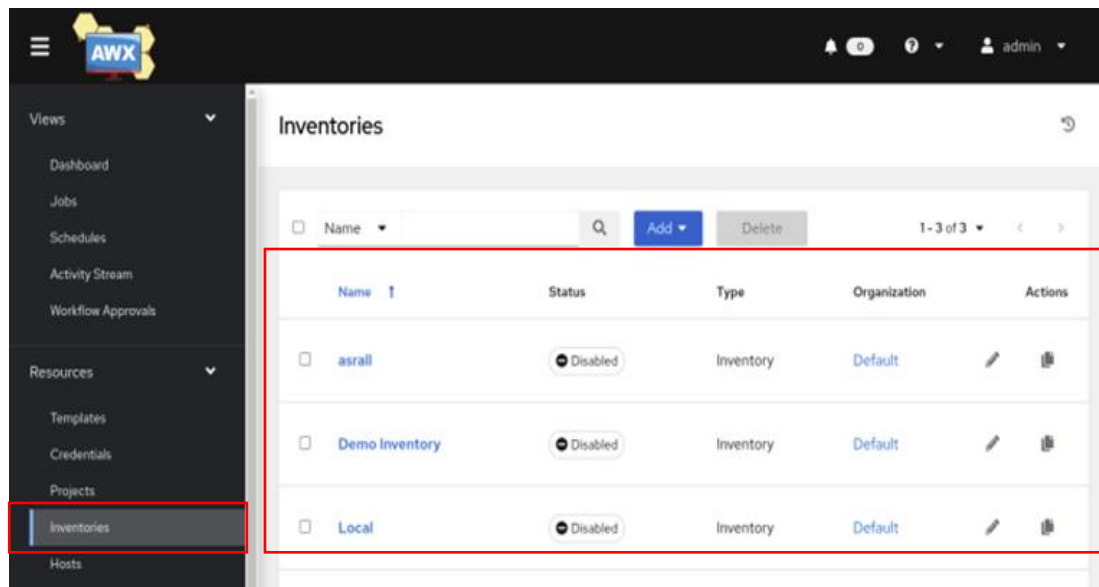 AWX
0
admin
Views
Dashboard
Jobs
Schedules
Activity Stream
Workflow Approvals
Resources
Templates
Credentials
Projects
Inventories
Hosts
Inventories
Name
Add
Delete
1 - 3 of 3
Name Status Type Organization Actions
asrall Disabled Inventory Default
Demo Inventory Disabled Inventory Default
Local Disabled Inventory Default